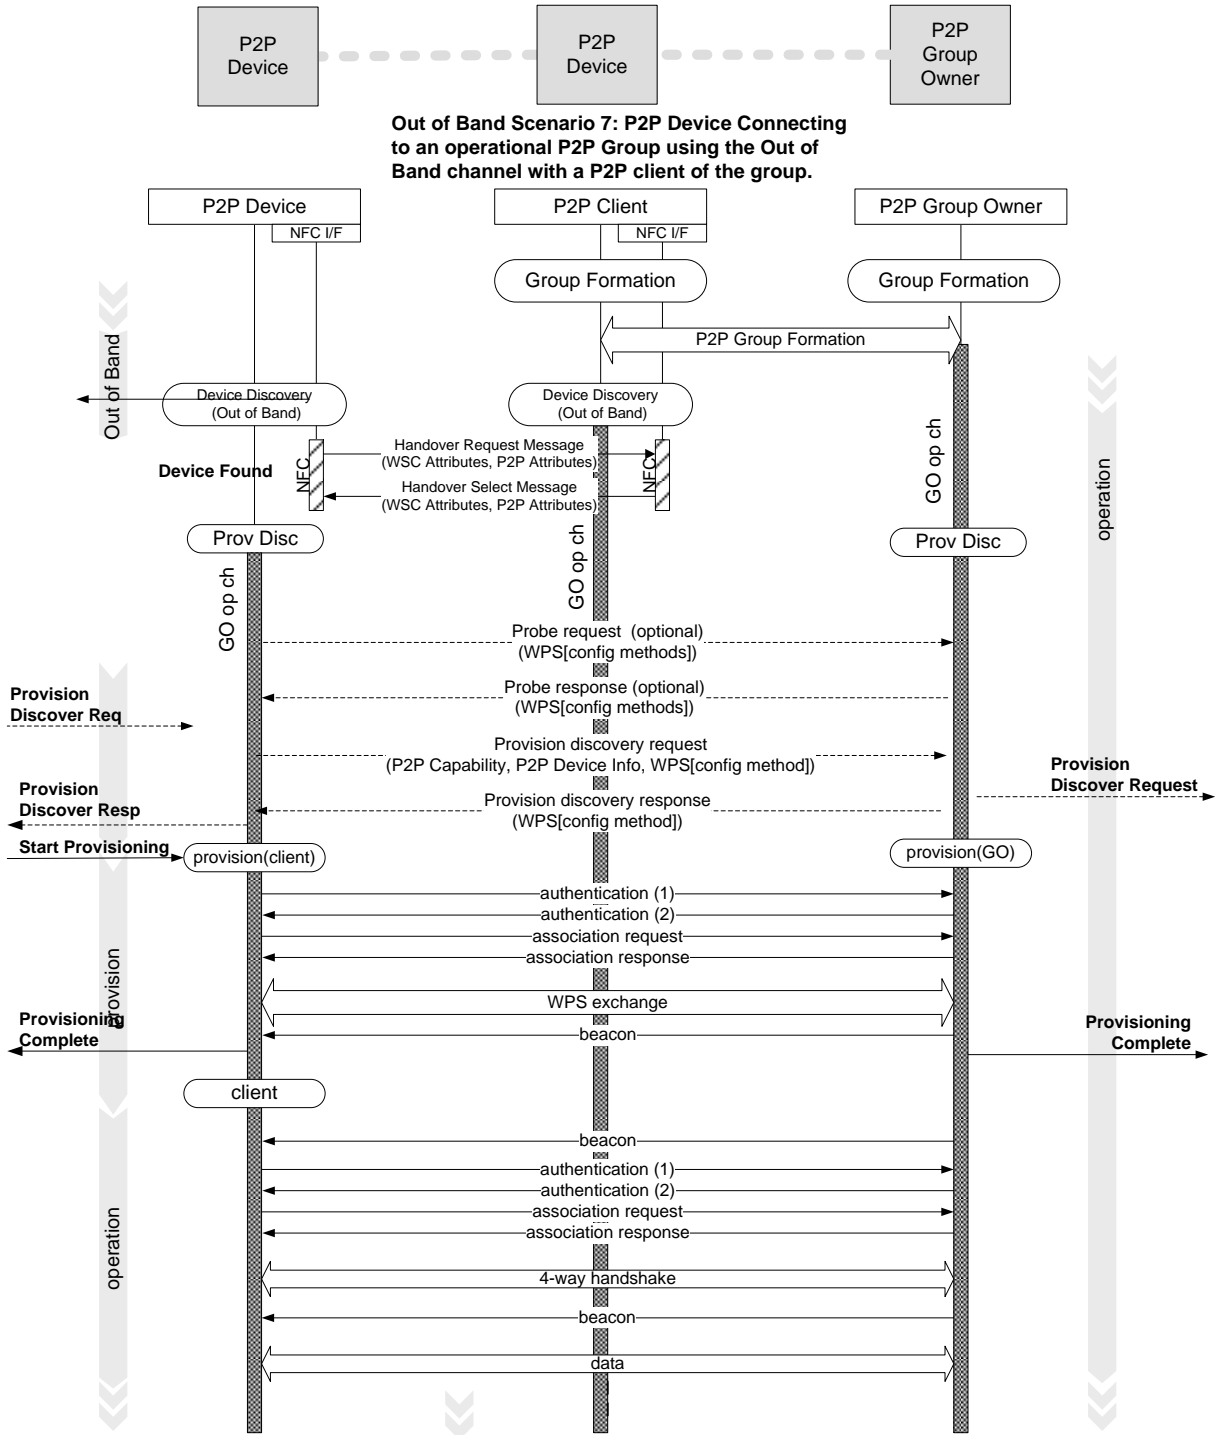 P2P
Device
P2P
Device
P2P
Group
Owner
Out of Band Scenario 7: P2P Device Connecting
to an operational P2P Group using the Out of
Band channel with a P2P client of the group.
P2P Device
P2P Client
P2P Group Owner
NFC I/F
NFC I/F
Group Formation
Group Formation
P2P Group Formation
Out of Band
Device Discovery
(Out of Band)
Device Discovery
(Out of Band)
GO op ch
operation
Handover Request Message
(WSC Attributes, P2P Attributes)
Device Found
NFC
NFC
Handover Select Message
(WSC Attributes, P2P Attributes)
Prov Disc
Prov Disc
GO op ch
GO op ch
Probe request (optional)
(WPS[config methods])
Provision
Discover Req
Probe response (optional)
(WPS[config methods])
Provision discovery request
(P2P Capability, P2P Device Info, WPS[config method])
Provision
Discover Request
Provision
Discover Resp
Provision discovery response
(WPS[config method])
Start Provisioning
provision(client)
provision(GO)
authentication (1)
authentication (2)
association request
association response
provision
WPS exchange
Provisioning
Complete
beacon
Provisioning
Complete
client
beacon
authentication (1)
authentication (2)
association request
association response
operation
4-way handshake
beacon
data